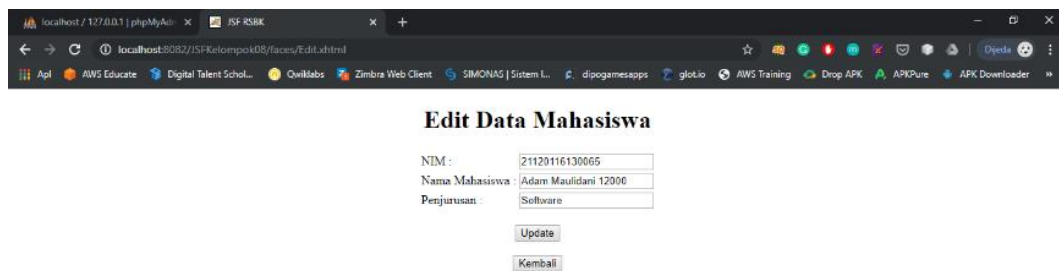 localhost / 127.0.0.1 | phpMyAdr
JSF RSBK
localhost:8082/JSFKelompok08/faces/Edit.xhtml
Dijeda
Apl
AWS Educate
Digital Talent Schol...
Qwiklabs
Zimbra Web Client
SIMONAS | Sistem I...
dipogamesapps
glot.io
AWS Training
Drop APK
APKPure
APK Downloader
Edit Data Mahasiswa
NIM : 21120116130065
Nama Mahasiswa : Adam Maulidani 12000
Penjurusan : Software
Update
Kembali